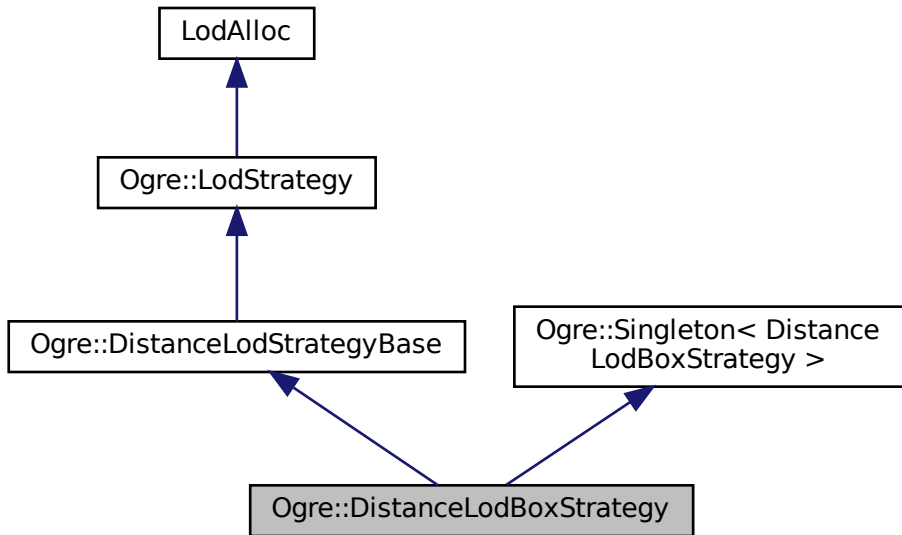 LodAlloc
Ogre::LodStrategy
Ogre::DistanceLodStrategyBase
Ogre::Singleton< Distance
LodBoxStrategy >
Ogre::DistanceLodBoxStrategy